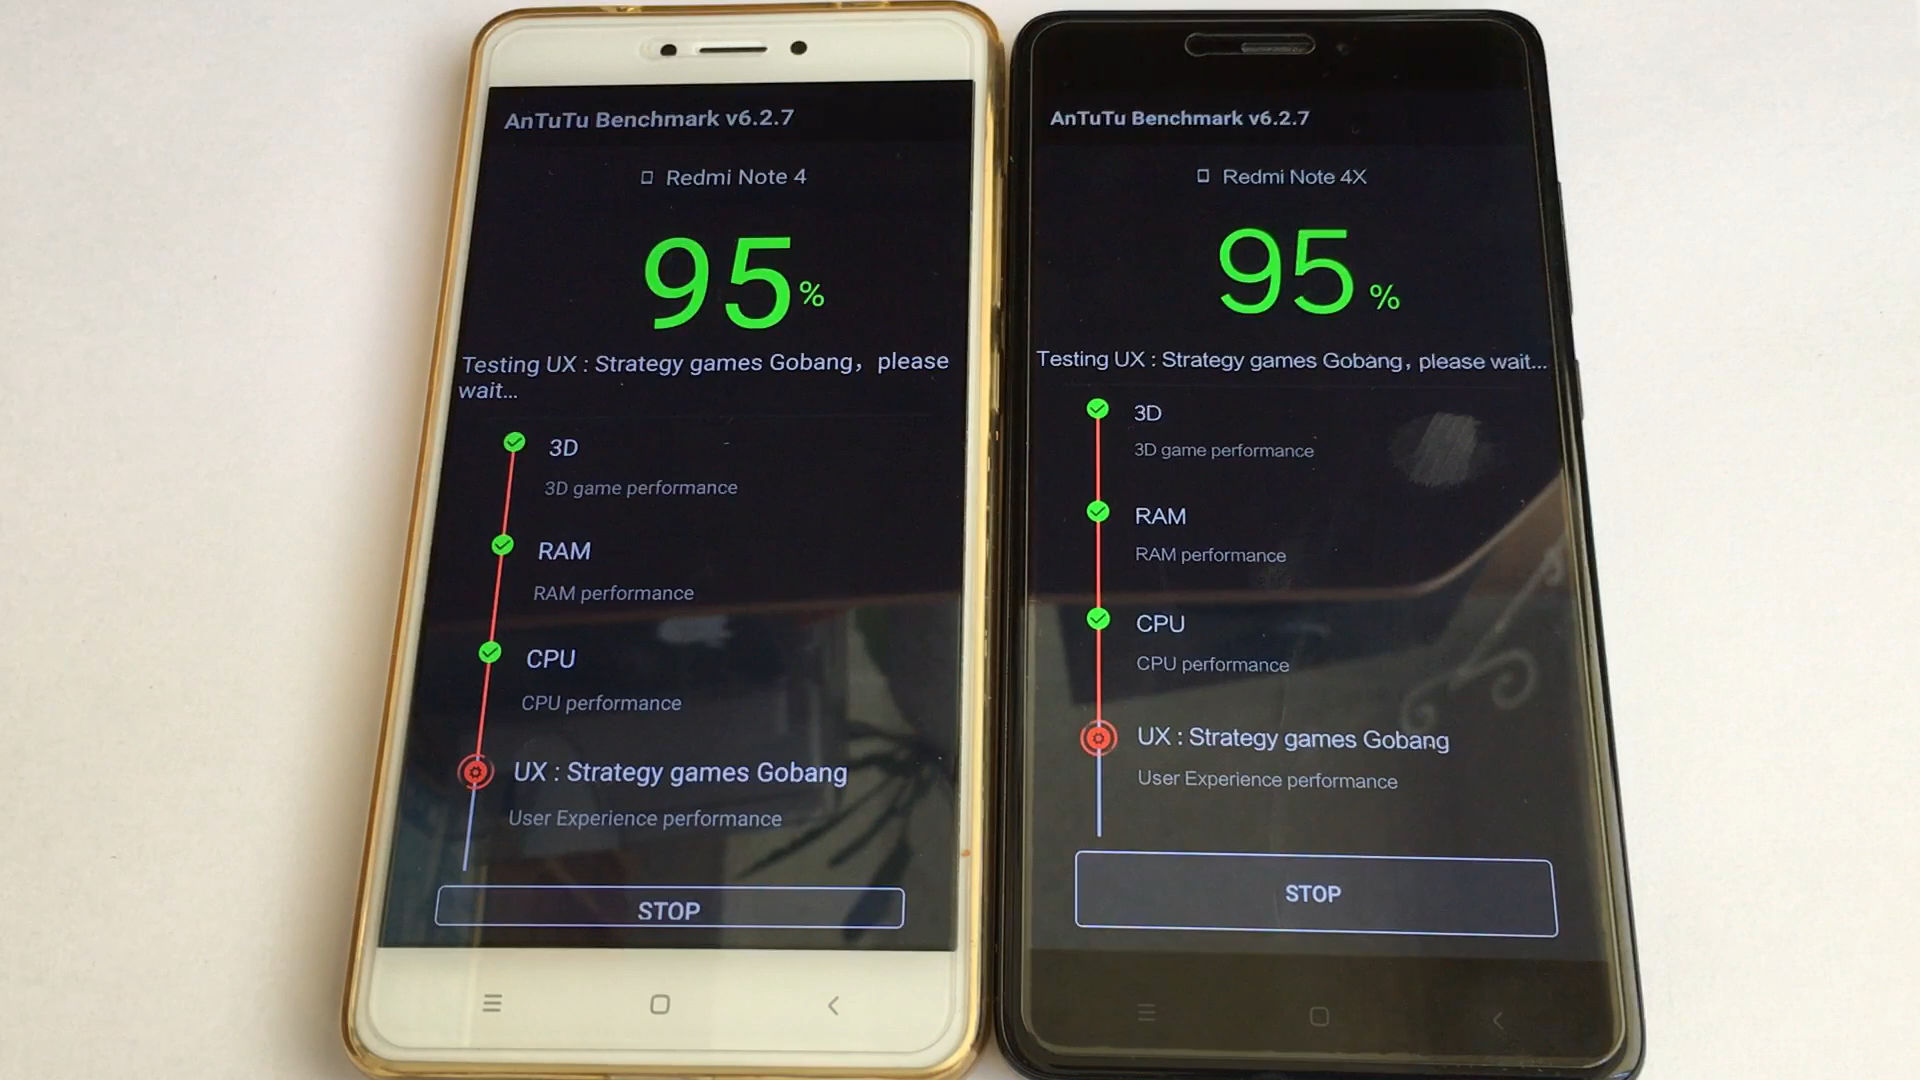 AnTuTu Benchmark v6.2.7
Redmi Note 4
95%
Testing UX : Strategy games Gobang, please
wait...
3D
3D game performance
RAM
RAM performance
CPU
CPU performance
UX : Strategy games Gobang
User Experience performance
STOP
AnTuTu Benchmark v6.2.7
Redmi Note 4X
95%
Testing UX : Strategy games Gobang, please wait...
3D
3D game performance
RAM
RAM performance
CPU
CPU performance
UX : Strategy games Gobang
User Experience performance
STOP